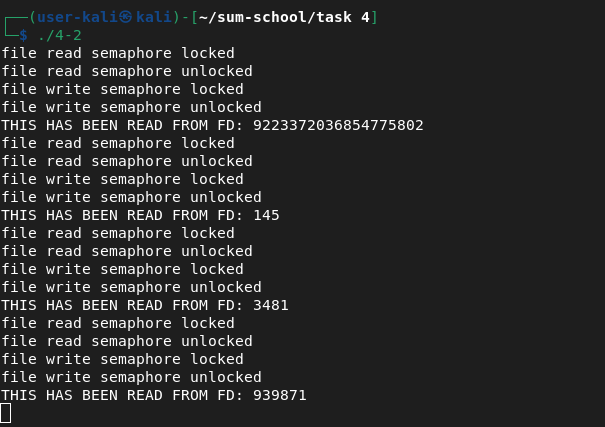 ┌──(user-kali㉿kali)-[~/sum-school/task 4]
└─$ ./4-2
file read semaphore locked
file read semaphore unlocked
file write semaphore locked
file write semaphore unlocked
THIS HAS BEEN READ FROM FD: 9223372036854775802
file read semaphore locked
file read semaphore unlocked
file write semaphore locked
file write semaphore unlocked
THIS HAS BEEN READ FROM FD: 145
file read semaphore locked
file read semaphore unlocked
file write semaphore locked
file write semaphore unlocked
THIS HAS BEEN READ FROM FD: 3481
file read semaphore locked
file read semaphore unlocked
file write semaphore locked
file write semaphore unlocked
THIS HAS BEEN READ FROM FD: 939871